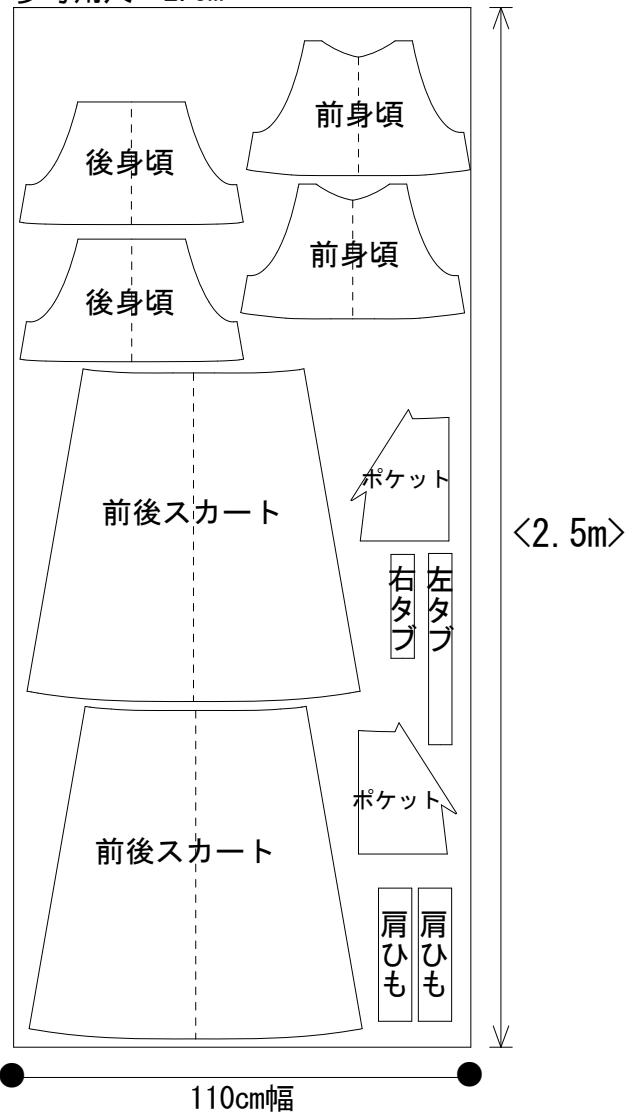 前身頃
後身頃
前身頃
後身頃
ポケット
前後スカート
<2.5m>
右タブ
左タブ
ポケット
前後スカート
肩ひも
肩ひも
110cm幅